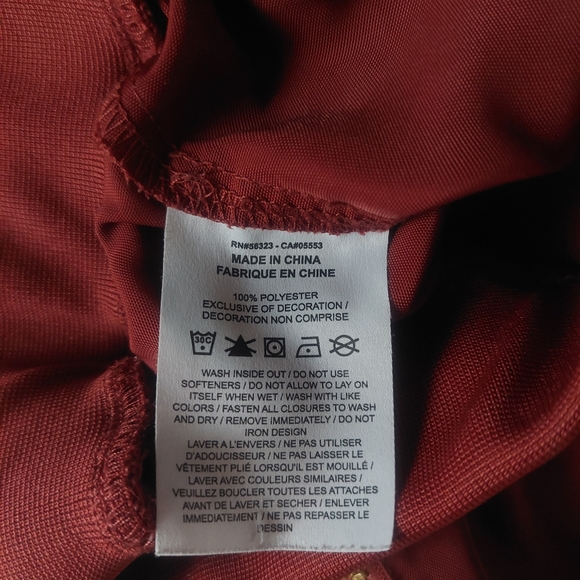 RN#56323 - CA#05553
MADE IN CHINA
FABRIQUE EN CHINE
100% POLYESTER
EXCLUSIVE OF DECORATION /
DECORATION NON COMPRISE
30C
WASH INSIDE OUT / DO NOT USE
SOFTENERS / DO NOT ALLOW TO LAY ON
ITSELF WHEN WET / WASH WITH LIKE
COLORS / FASTEN ALL CLOSURES TO WASH
AND DRY / REMOVE IMMEDIATELY / DO NOT
IRON DESIGN
LAVER A L'ENVERS / NE PAS UTILISER
D'ADOUCISSEUR / NE PAS LAISSER LE
VÊTEMENT PLIÉ LORSQU'IL EST MOUILLÉ /
LAVER AVEC COULEURS SIMILAIRES /
VEUILLEZ BOUCLER TOUTES LES ATTACHES
AVANT DE LAVER ET SECHER / ENLEVER
IMMEDIATEMENT / NE PAS REPASSER LE
DESSIN